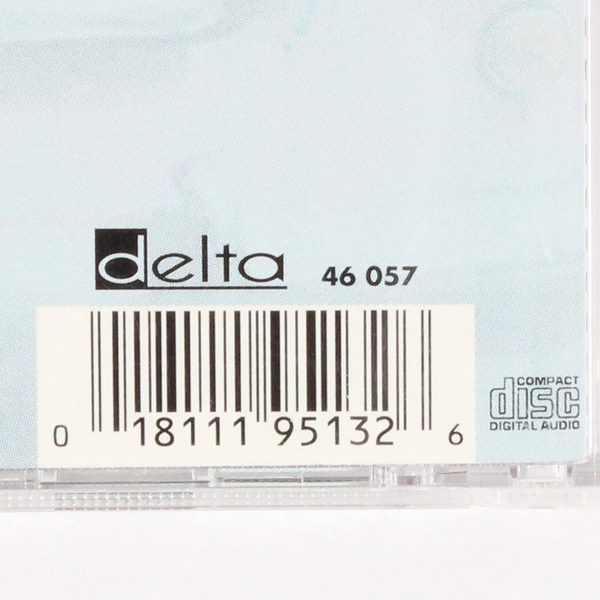 delta 46 057
0 18111 95132 6
COMPACT
disc
DIGITAL AUDIO